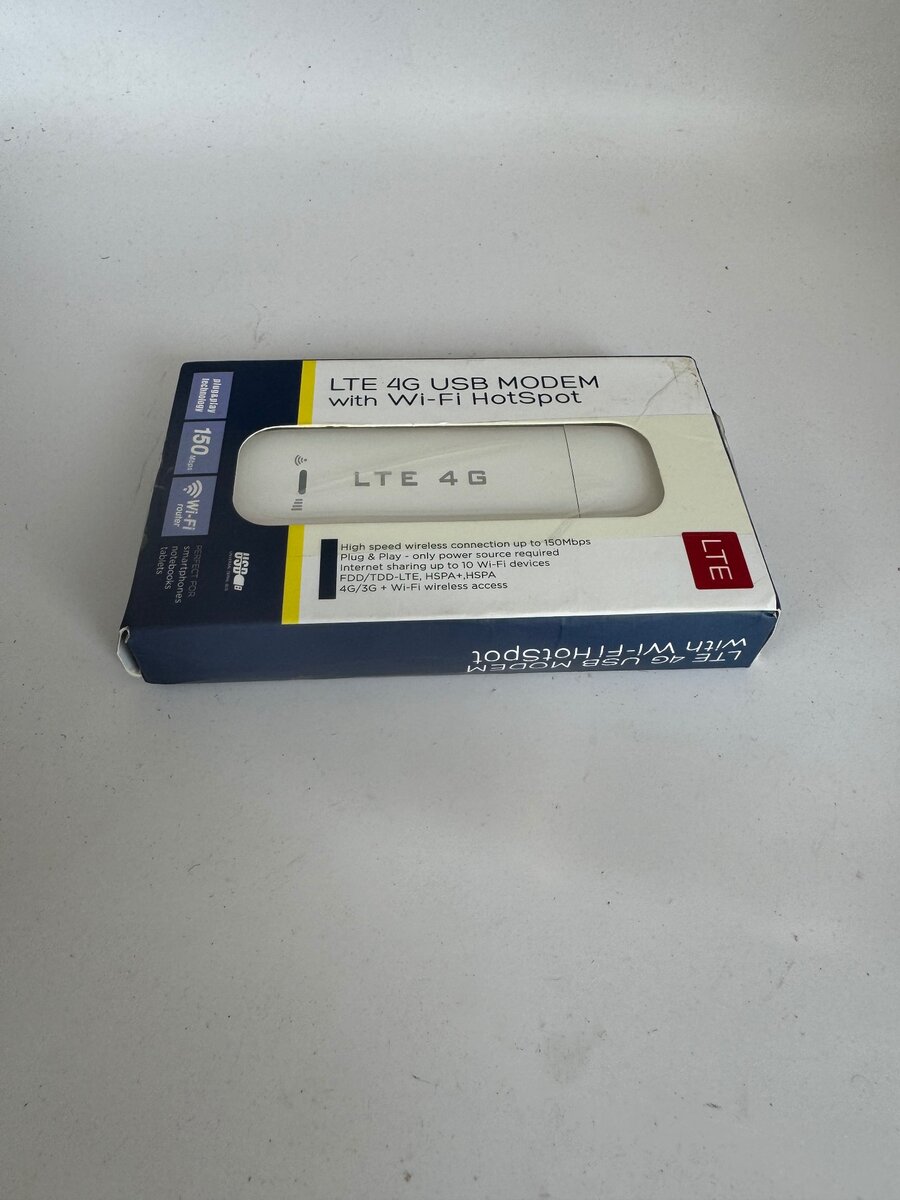 LTE 4G USB MODEM
with Wi-Fi HotSpot
plug&play
technology
150 Mbps
Wi-Fi
router
PERFECT FOR
smartphones
notebooks
tablets
USB
LTE 4G
High speed wireless connection up to 150Mbps
Plug & Play - only power source required
Internet sharing up to 10 Wi-Fi devices
FDD/TDD-LTE, HSPA+,HSPA
4G/3G + Wi-Fi wireless access
LTE
LTE 4G USB MODEM
with Wi-Fi HotSpot